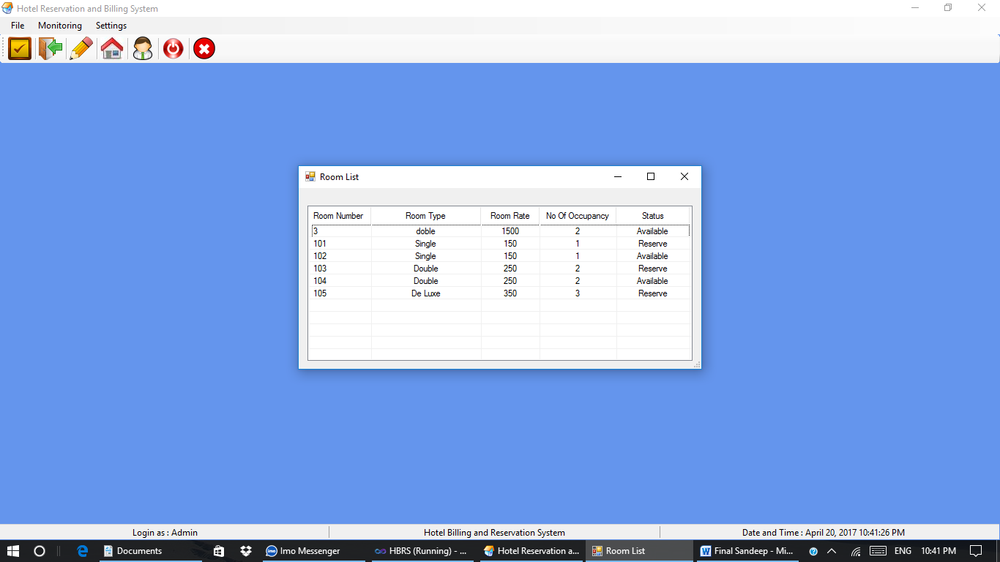 Hotel Reservation and Billing System
File Monitoring Settings
Room List
Room Number Room Type Room Rate No Of Occupancy Status
3 doble 1500 2 Available
101 Single 150 1 Reserve
102 Single 150 1 Available
103 Double 250 2 Reserve
104 Double 250 2 Available
105 De Luxe 350 3 Reserve
Login as : Admin Hotel Billing and Reservation System Date and Time : April 20, 2017 10:41:26 PM
Documents imo Imo Messenger HBRS (Running) - ... Hotel Reservation a... Room List Final Sandeep - Mi... ENG 10:41 PM